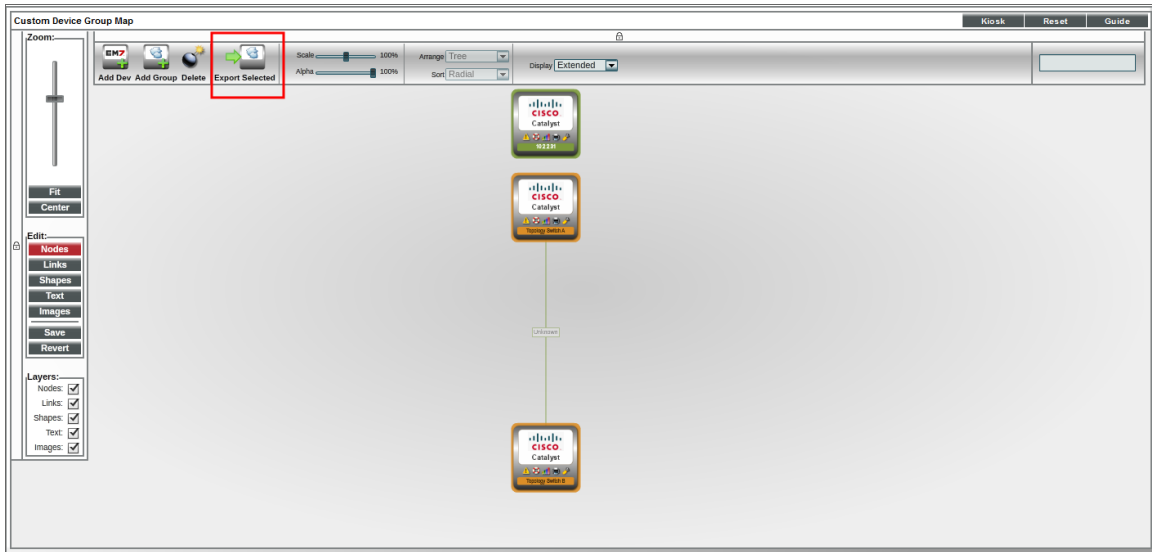 Custom Device Group Map
Kiosk
Reset
Guide
Zoom:
Fit
Center
Edit:
Nodes
Links
Shapes
Text
Images
Save
Revert
Layers:
Nodes:
Links:
Shapes:
Text:
Images:
EM7
Add Dev
Add Group
Delete
Export Selected
Scale
100%
Alpha
100%
Arrange
Tree
Sort
Radial
Display
Extended
CISCO
Catalyst
CISCO
Catalyst
Topology Switch A
Unknown
CISCO
Catalyst
Topology Switch B